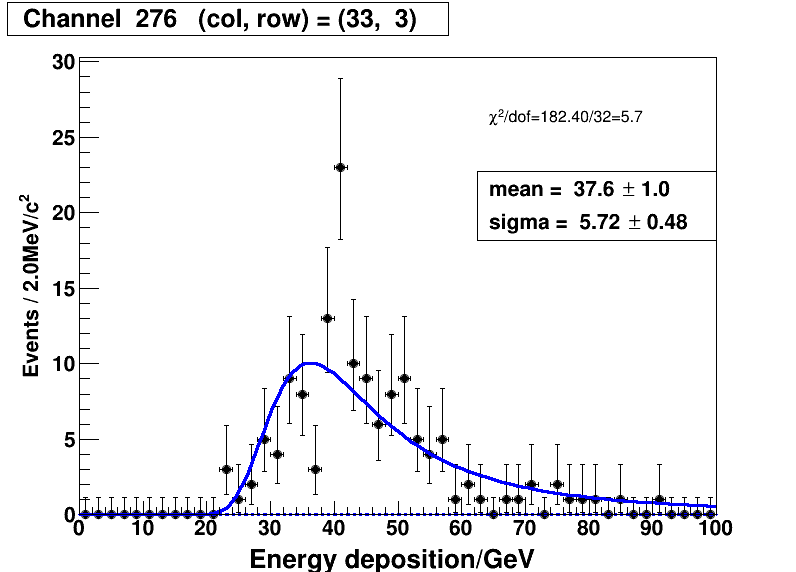 Channel 276 (col, row) = (33, 3)
χ²/dof=182.40/32=5.7
mean = 37.6 ± 1.0
sigma = 5.72 ± 0.48
Events / 2.0MeV/c²
30
25
20
15
10
5
0
0 10 20 30 40 50 60 70 80 90 100
Energy deposition/GeV